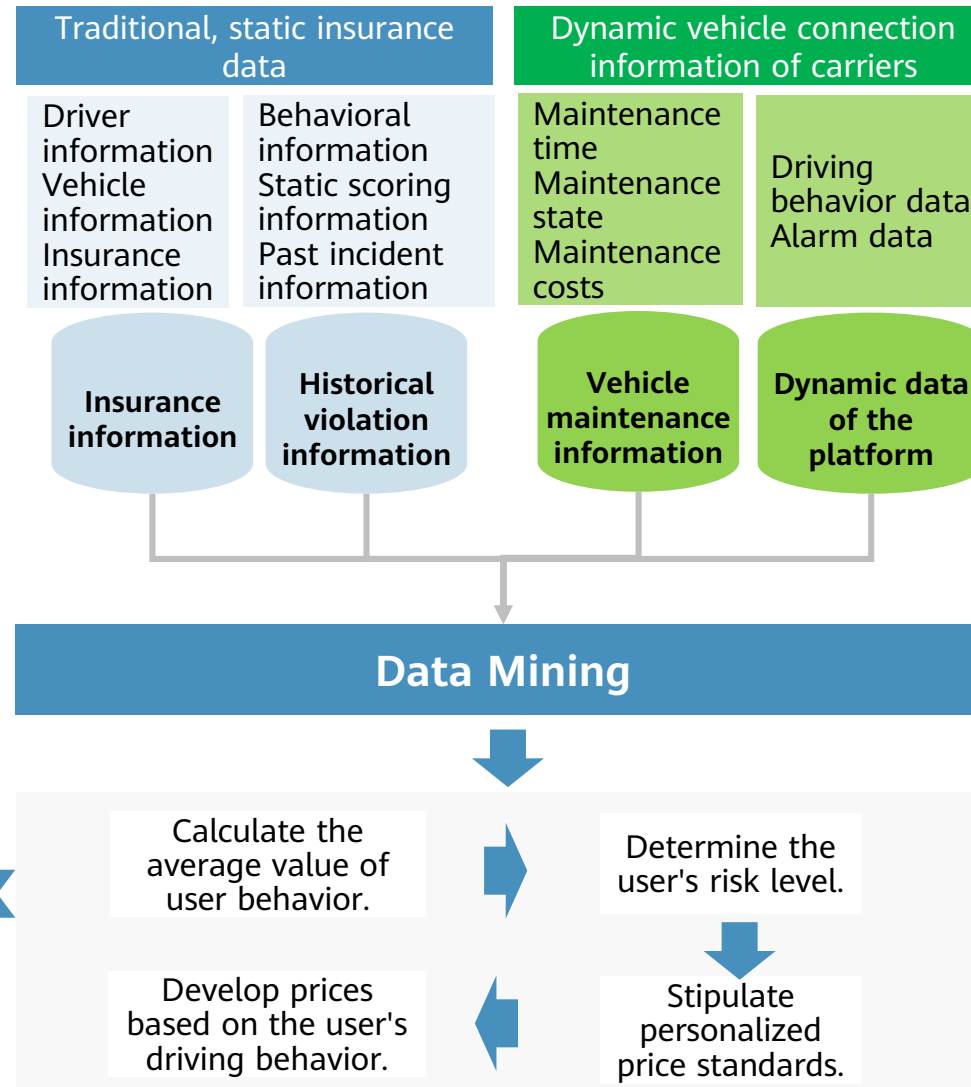 Traditional, static insurance
data
Dynamic vehicle connection
information of carriers
Driver
information
Vehicle
information
Insurance
information
Behavioral
information
Static scoring
information
Past incident
information
Maintenance
time
Maintenance
state
Maintenance
costs
Driving
behavior data
Alarm data
Insurance
information
Historical
violation
information
Vehicle
maintenance
information
Dynamic data
of the
platform
Data Mining
Calculate the
average value of
user behavior.
Determine the
user's risk level.
Develop prices
based on the user's
driving behavior.
Stipulate
personalized
price standards.